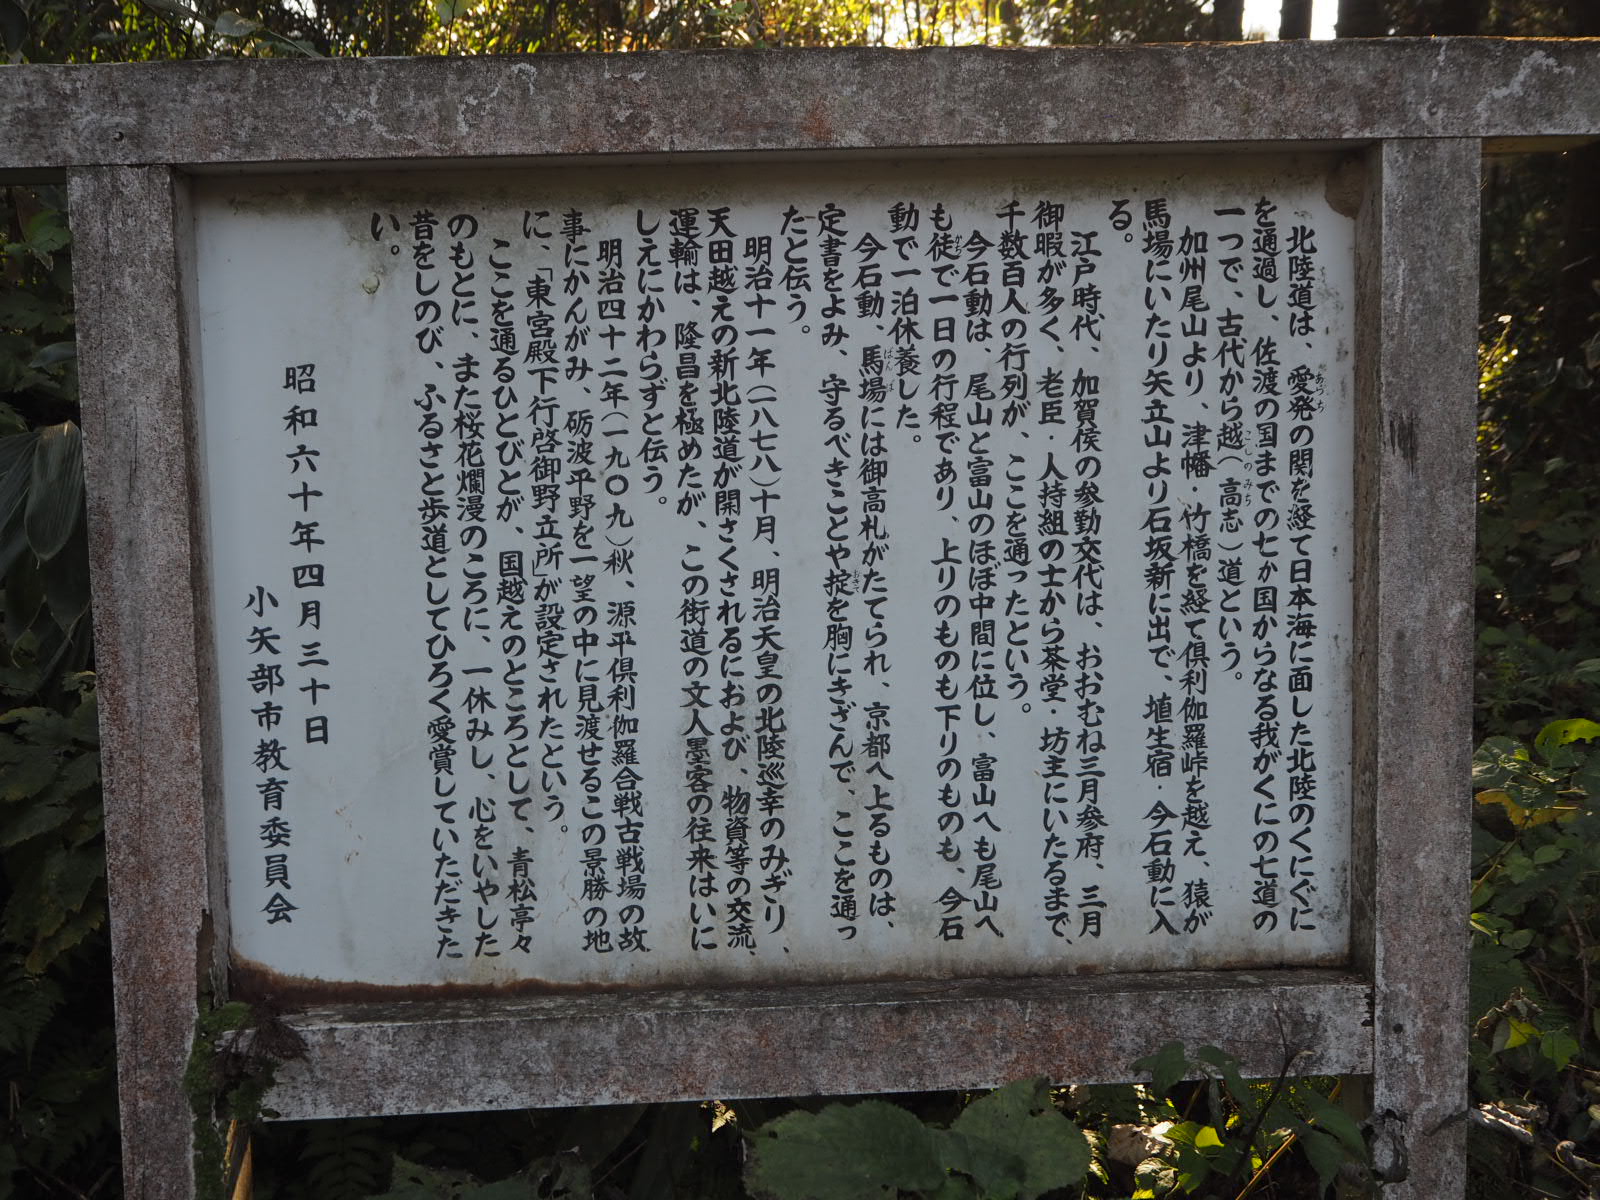 北陸道は、愛発の関を経て日本海に面した北陸のくにぐに
を通過し、佐渡の国までの七ヵ国からなる我がくにの七道の
一つで、古代から越(高志)道という。
加州尾山より、津幡・竹橋を経て倶利伽羅峠を越え、猿が
馬場にいたり矢立山より石坂新に出で、埴生宿・今石動に入
る。
江戸時代、加賀侯の参勤交代は、おおむね三月参府、三月
御暇が多く、老臣・人持組の士から茶堂・坊主にいたるまで、
千数百人の行列が、ここを通ったという。
今石動は、尾山と富山のほぼ中間に位し、富山へも尾山へ
も徒で一日の行程であり、上りのものも下りのものも、今石
動で一泊休養した。
今石動、馬場には御高札がたてられ、京都へ上るものは、
定書をよみ、守るべきことや掟を胸にきざんで、ここを通っ
たと伝う。
明治十一年(一八七八)十月、明治天皇の北陸巡幸のみぎり、
天田越えの新北陸道が開さくされるにおよび、物資等の交流、
運輸は、隆昌を極めたが、この街道の文人墨客の往来はいに
しえにかわらずと伝う。
明治四十二年(一九〇九)秋、源平倶利伽羅合戦古戦場の故
事にかんがみ、砺波平野を一望の中に見渡せるこの景勝の地
に、「東宮殿下行啓御野立所」が設定されたという。
ここを通るひとびとが、国越えのところとして、青松亭々
のもとに、また桜花爛漫のころに、一休みし、心をいやした
昔をしのび、ふるさと歩道としてひろく愛賞していただきた
い。
昭和六十年四月三十日
小矢部市教育委員会